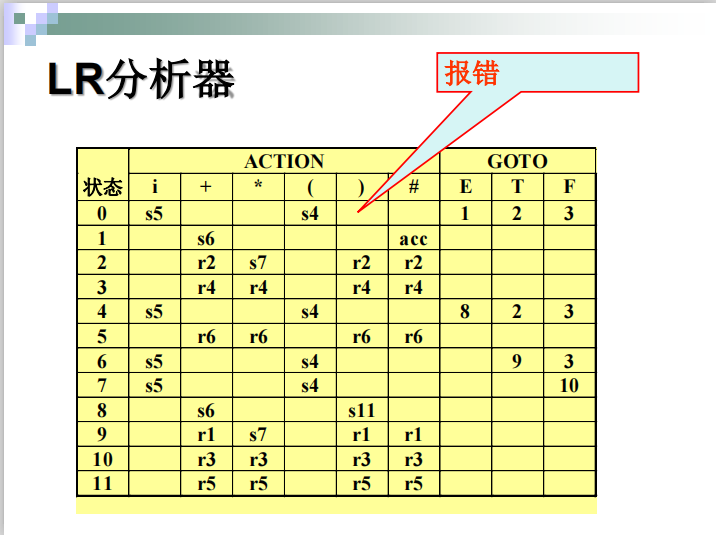 LR分析器
报错
ACTION GOTO
状态 i + * ( ) # E T F
0 s5 s4 1 2 3
1 s6 acc
2 r2 s7 r2 r2
3 r4 r4 r4 r4
4 s5 s4 8 2 3
5 r6 r6 r6 r6
6 s5 s4 9 3
7 s5 s4 10
8 s6 s11
9 r1 s7 r1 r1
10 r3 r3 r3 r3
11 r5 r5 r5 r5